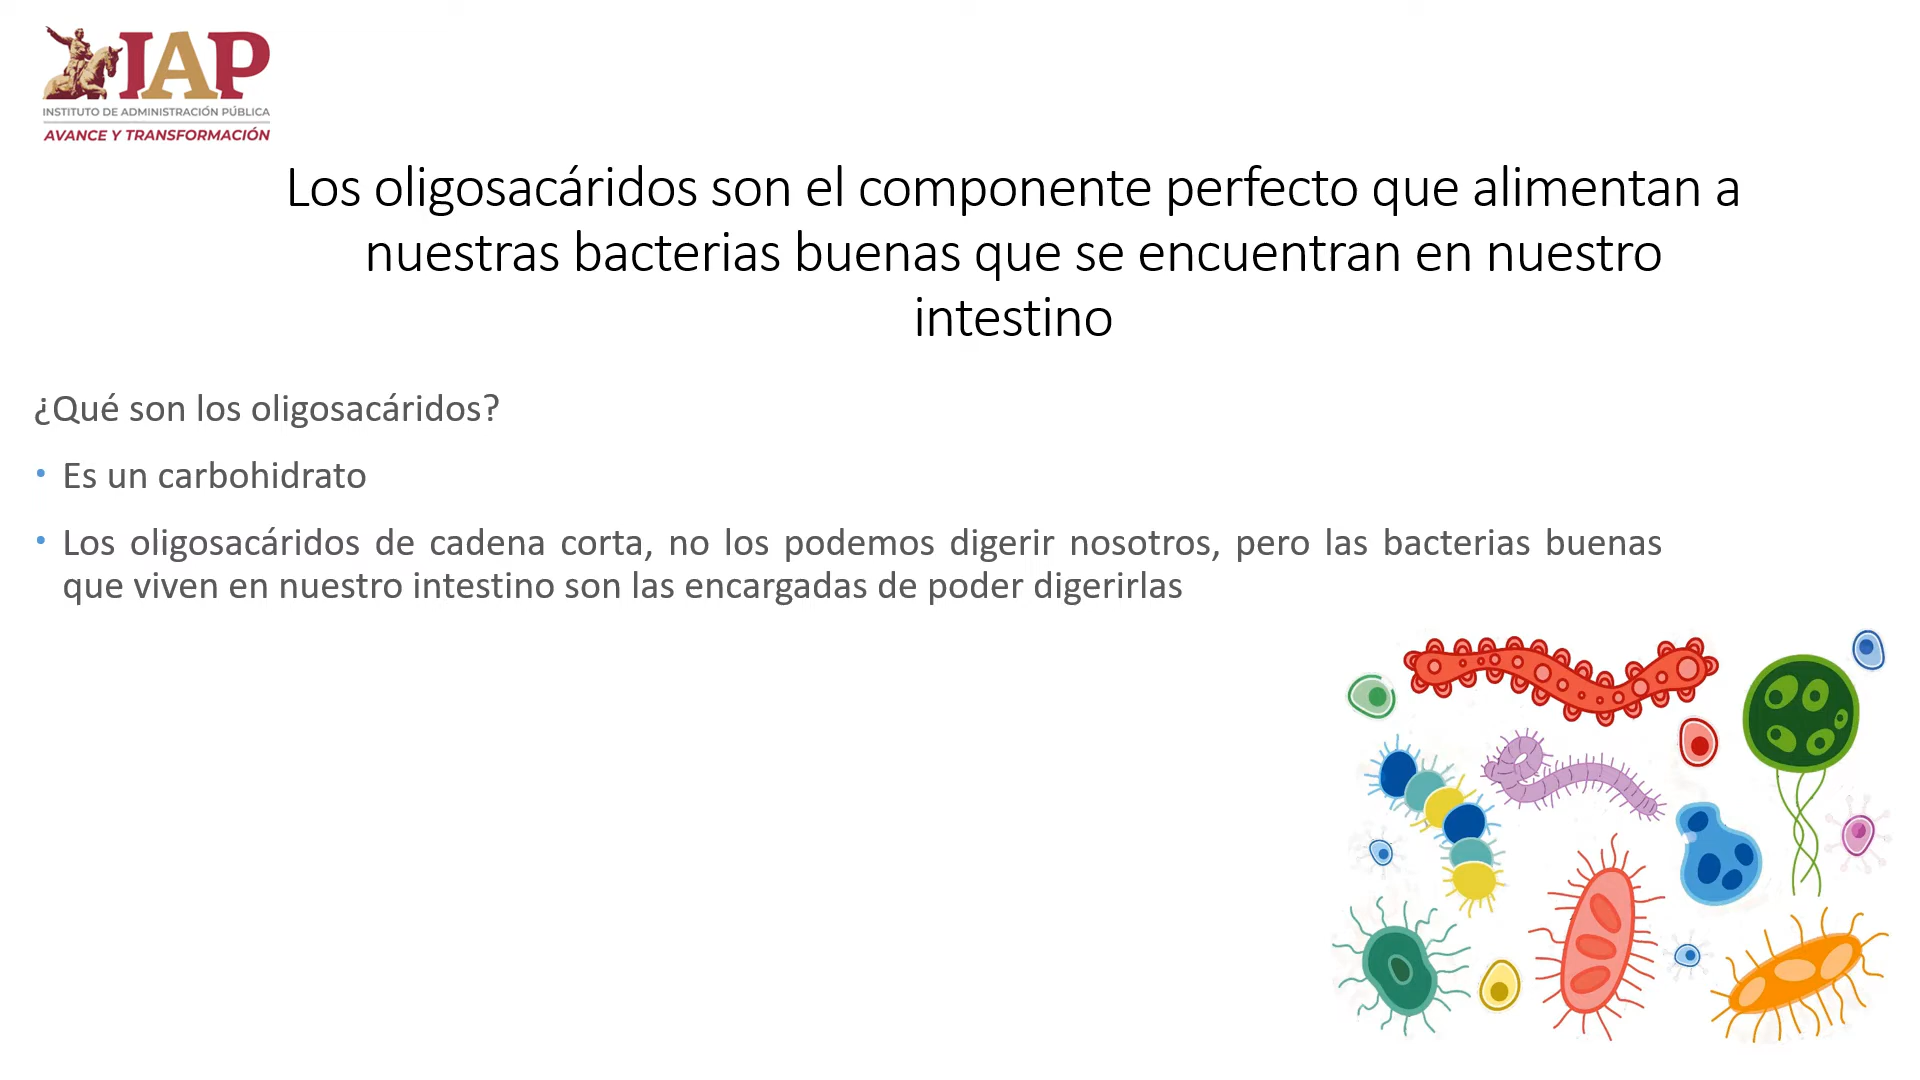 IAP
INSTITUTO DE ADMINISTRACIÓN PÚBLICA
AVANCE Y TRANSFORMACIÓN
Los oligosacáridos son el componente perfecto que alimentan a
nuestras bacterias buenas que se encuentran en nuestro
intestino
¿Qué son los oligosacáridos?
• Es un carbohidrato
• Los oligosacáridos de cadena corta, no los podemos digerir nosotros, pero las bacterias buenas
que viven en nuestro intestino son las encargadas de poder digerirlas